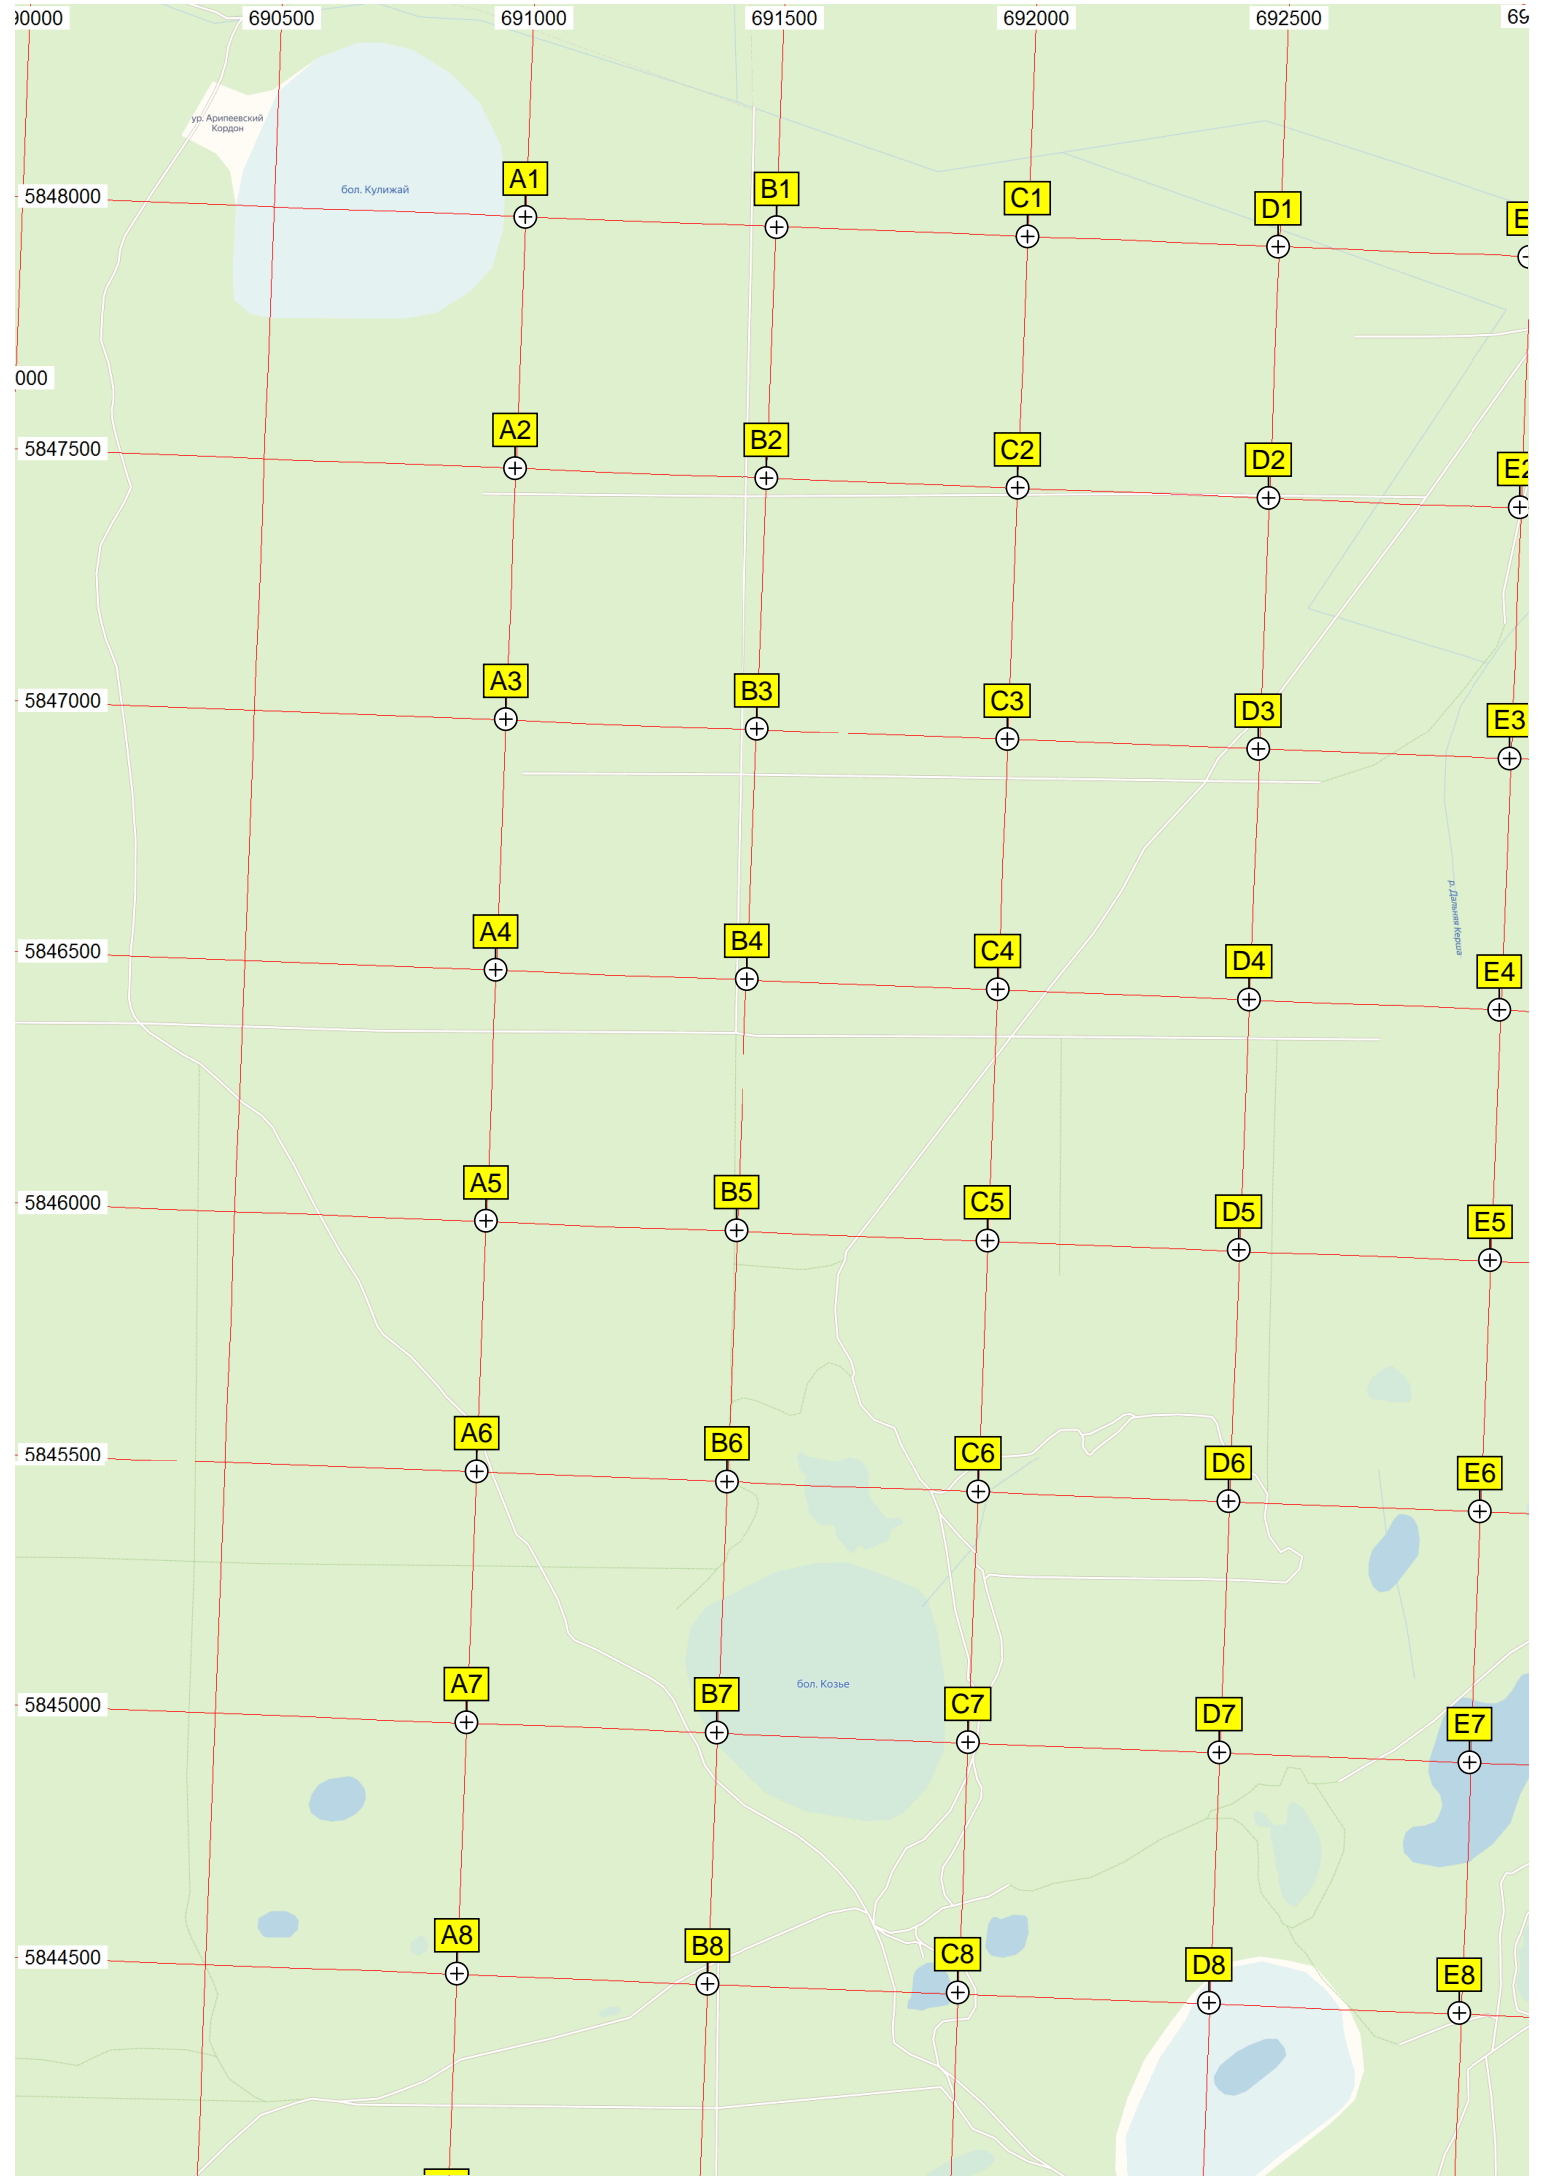 90000 690500 691000 691500 692000 692500 69
ур. Арипеевский
Кордон
бол. Кулижай
5848000
A1 B1 C1 D1 E
000
5847500
A2 B2 C2 D2 E2
5847000
A3 B3 C3 D3 E3
р. Дальняя Керша
5846500
A4 B4 C4 D4 E4
5846000
A5 B5 C5 D5 E5
5845500
A6 B6 C6 D6 E6
бол. Козье
5845000
A7 B7 C7 D7 E7
5844500
A8 B8 C8 D8 E8